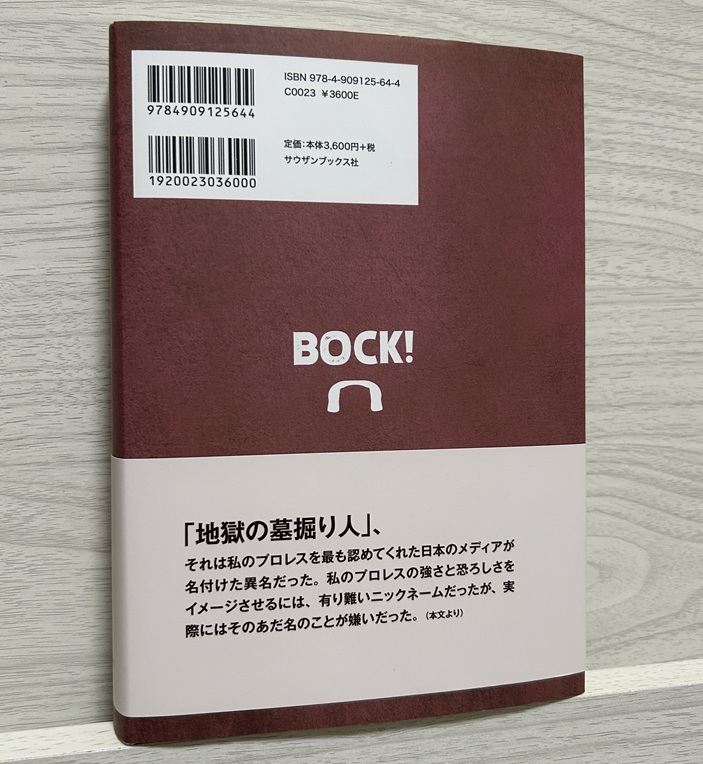 ISBN 978-4-909125-64-4
C0023 ¥3600E
9784909125644
定価:本体3,600円+税
サウザンブックス社
1920023036000
BOCK!
「地獄の墓掘り人」、
それは私のプロレスを最も認めてくれた日本のメディアが
名付けた異名だった。私のプロレスの強さと恐ろしさを
イメージさせるには、有り難いニックネームだったが、実
際にはそのあだ名のことが嫌いだった。(本文より)